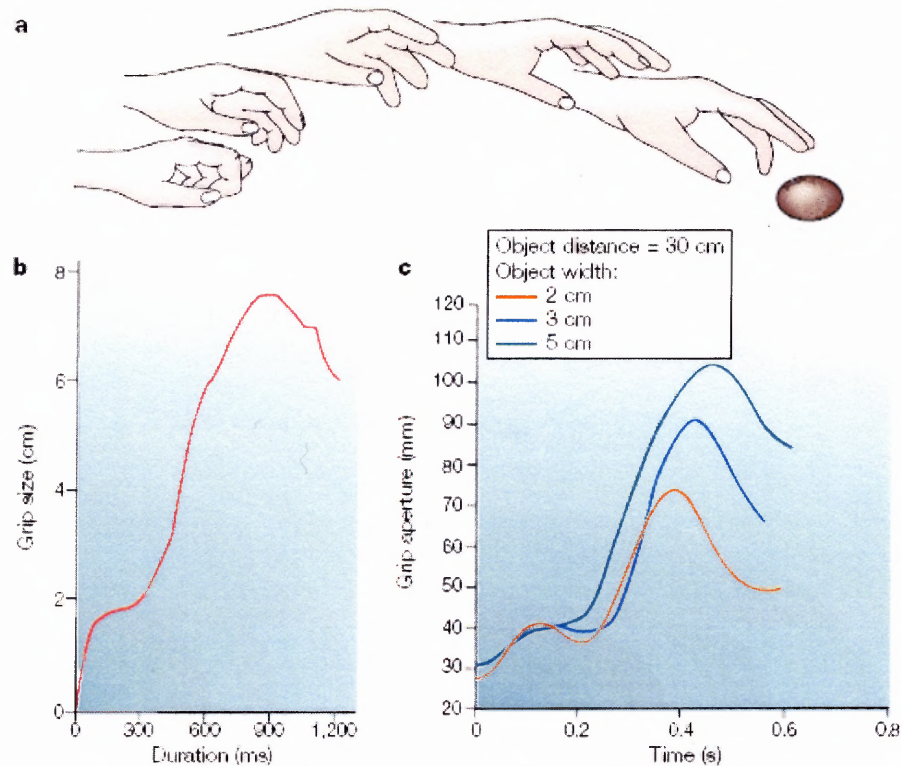 a
b
8
6
4
2
0
Grip size (cm)
0 300 600 900 1,200
Duration (ms)
c
Object distance = 30 cm
Object width:
2 cm
3 cm
5 cm
120
110
100
90
80
70
60
50
40
30
20
Grip aperture (mm)
0 0.2 0.4 0.6 0.8
Time (s)